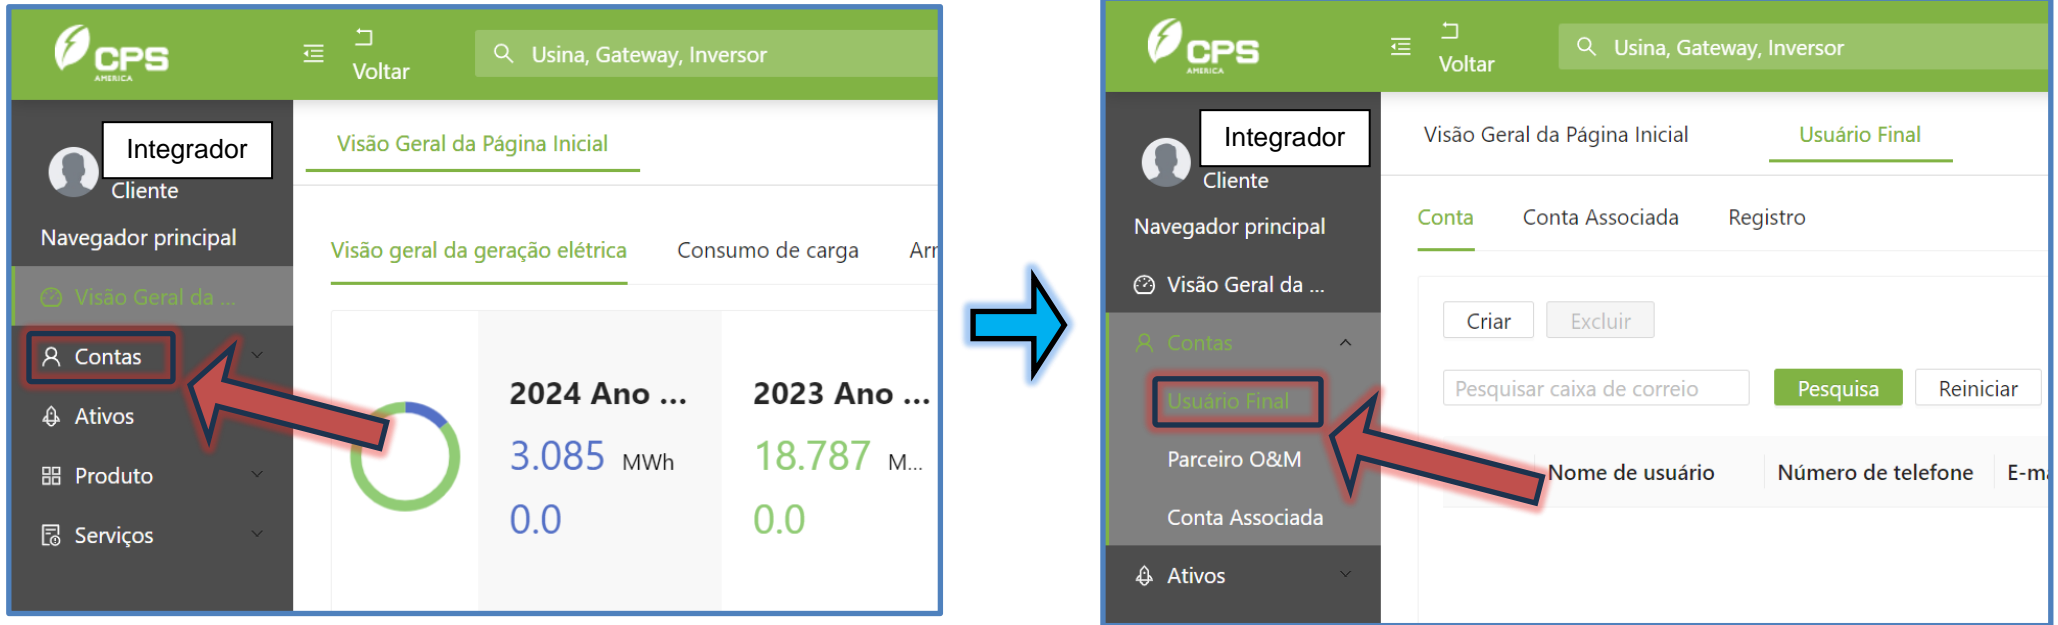 CPS
AMERICA
Voltar
Usina, Gateway, Inversor
Integrador
Cliente
Navegador principal
Visão Geral da ...
Contas
Ativos
Produto
Serviços
Visão Geral da Página Inicial
Visão geral da geração elétrica Consumo de carga Arr
2024 Ano ... 2023 Ano ...
3.085 MWh 18.787 M...
0.0 0.0
CPS
AMERICA
Voltar
Usina, Gateway, Inversor
Integrador
Cliente
Navegador principal
Visão Geral da ...
Contas
Usuário Final
Parceiro O&M
Conta Associada
Ativos
Visão Geral da Página Inicial Usuário Final
Conta Conta Associada Registro
Criar Excluir
Pesquisar caixa de correio Pesquisa Reiniciar
Nome de usuário Número de telefone E-ma